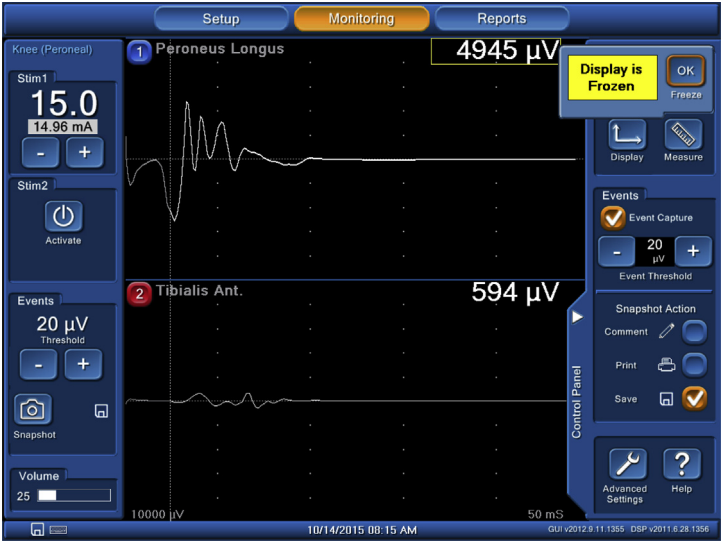 Setup
Monitoring
Reports
Knee (Peroneal)
Stim1
15.0
14.96 mA
-
+
Stim2
Activate
Events
20 µV
Threshold
-
+
Snapshot
Volume
25
1 Peroneus Longus
4945 µV
2 Tibialis Ant.
594 µV
10000 µV
50 mS
Display is
Frozen
OK
Freeze
Display
Measure
Events
Event Capture
-
20
µV
+
Event Threshold
Snapshot Action
Comment
Print
Save
Control Panel
Advanced
Settings
?
Help
10/14/2015 08:15 AM
GUI v2012.9.11.1355 DSP v2011.6.28.1356